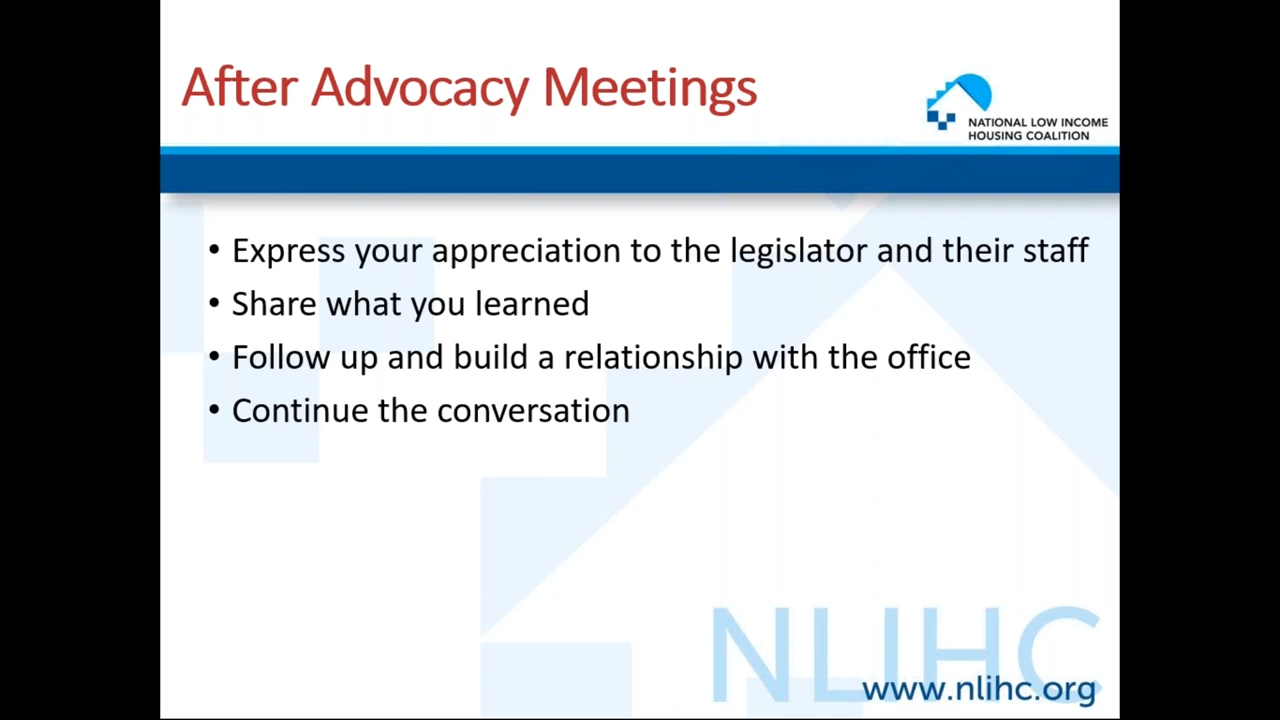 After Advocacy Meetings
NATIONAL LOW INCOME
HOUSING COALITION
• Express your appreciation to the legislator and their staff
• Share what you learned
• Follow up and build a relationship with the office
• Continue the conversation
NLIHC
www.nlihc.org